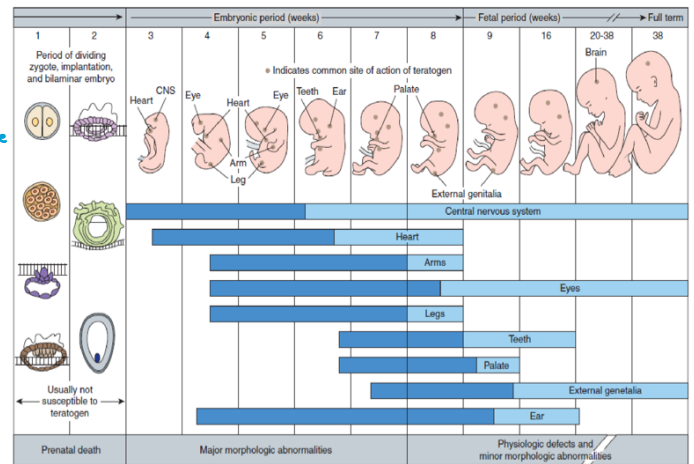 Embryonic period (weeks)
Fetal period (weeks)
Full term
1 2 3 4 5 6 7 8 9 16 20-38 38
Period of dividing
zygote, implantation,
and bilaminar embryo
Indicates common site of action of teratogen
Brain
CNS
Heart
Eye
Heart
Eye
Teeth
Ear
Palate
Arm
Leg
External genitalia
Central nervous system
Heart
Arms
Eyes
Legs
Teeth
Palate
External genetalia
Ear
Usually not
susceptible to
teratogen
Prenatal death
Major morphologic abnormalities
Physiologic defects and
minor morphologic abnormalities